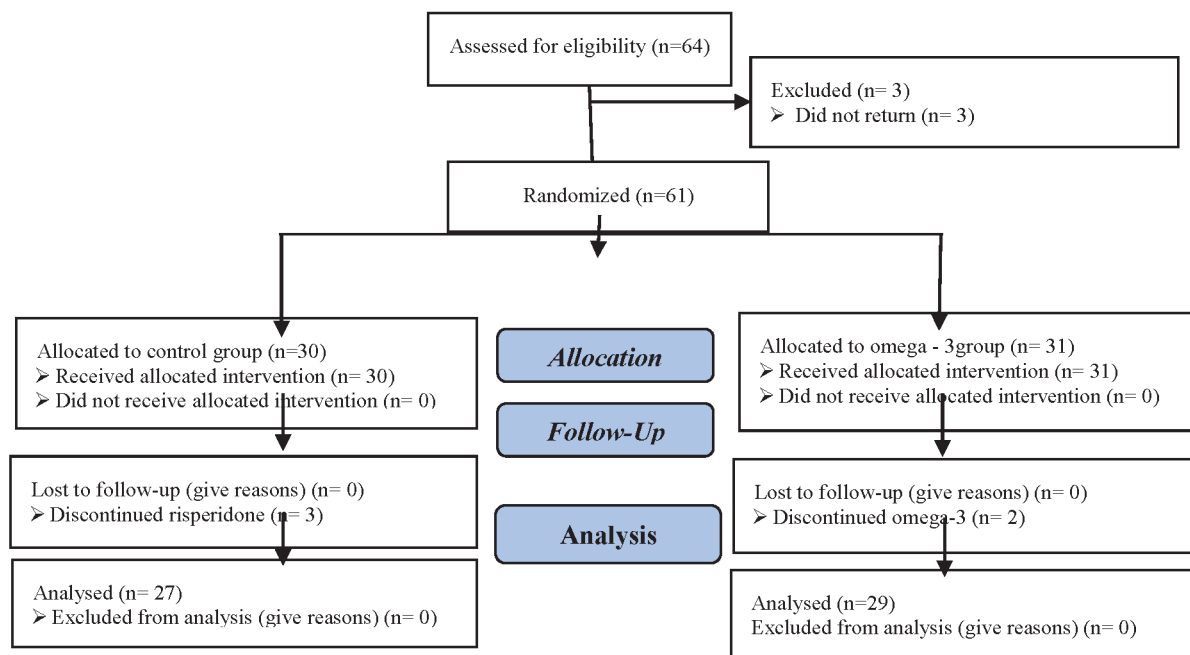 Assessed for eligibility (n=64)
Excluded (n= 3)
➢ Did not return (n= 3)
Randomized (n=61)
Allocated to control group (n=30)
➢ Received allocated intervention (n= 30)
➢ Did not receive allocated intervention (n= 0)
Allocation
Allocated to omega - 3group (n= 31)
➢ Received allocated intervention (n= 31)
➢ Did not receive allocated intervention (n= 0)
Follow-Up
Lost to follow-up (give reasons) (n= 0)
➢ Discontinued risperidone (n= 3)
Lost to follow-up (give reasons) (n= 0)
➢ Discontinued omega-3 (n= 2)
Analysis
Analysed (n= 27)
➢ Excluded from analysis (give reasons) (n= 0)
Analysed (n=29)
Excluded from analysis (give reasons) (n= 0)